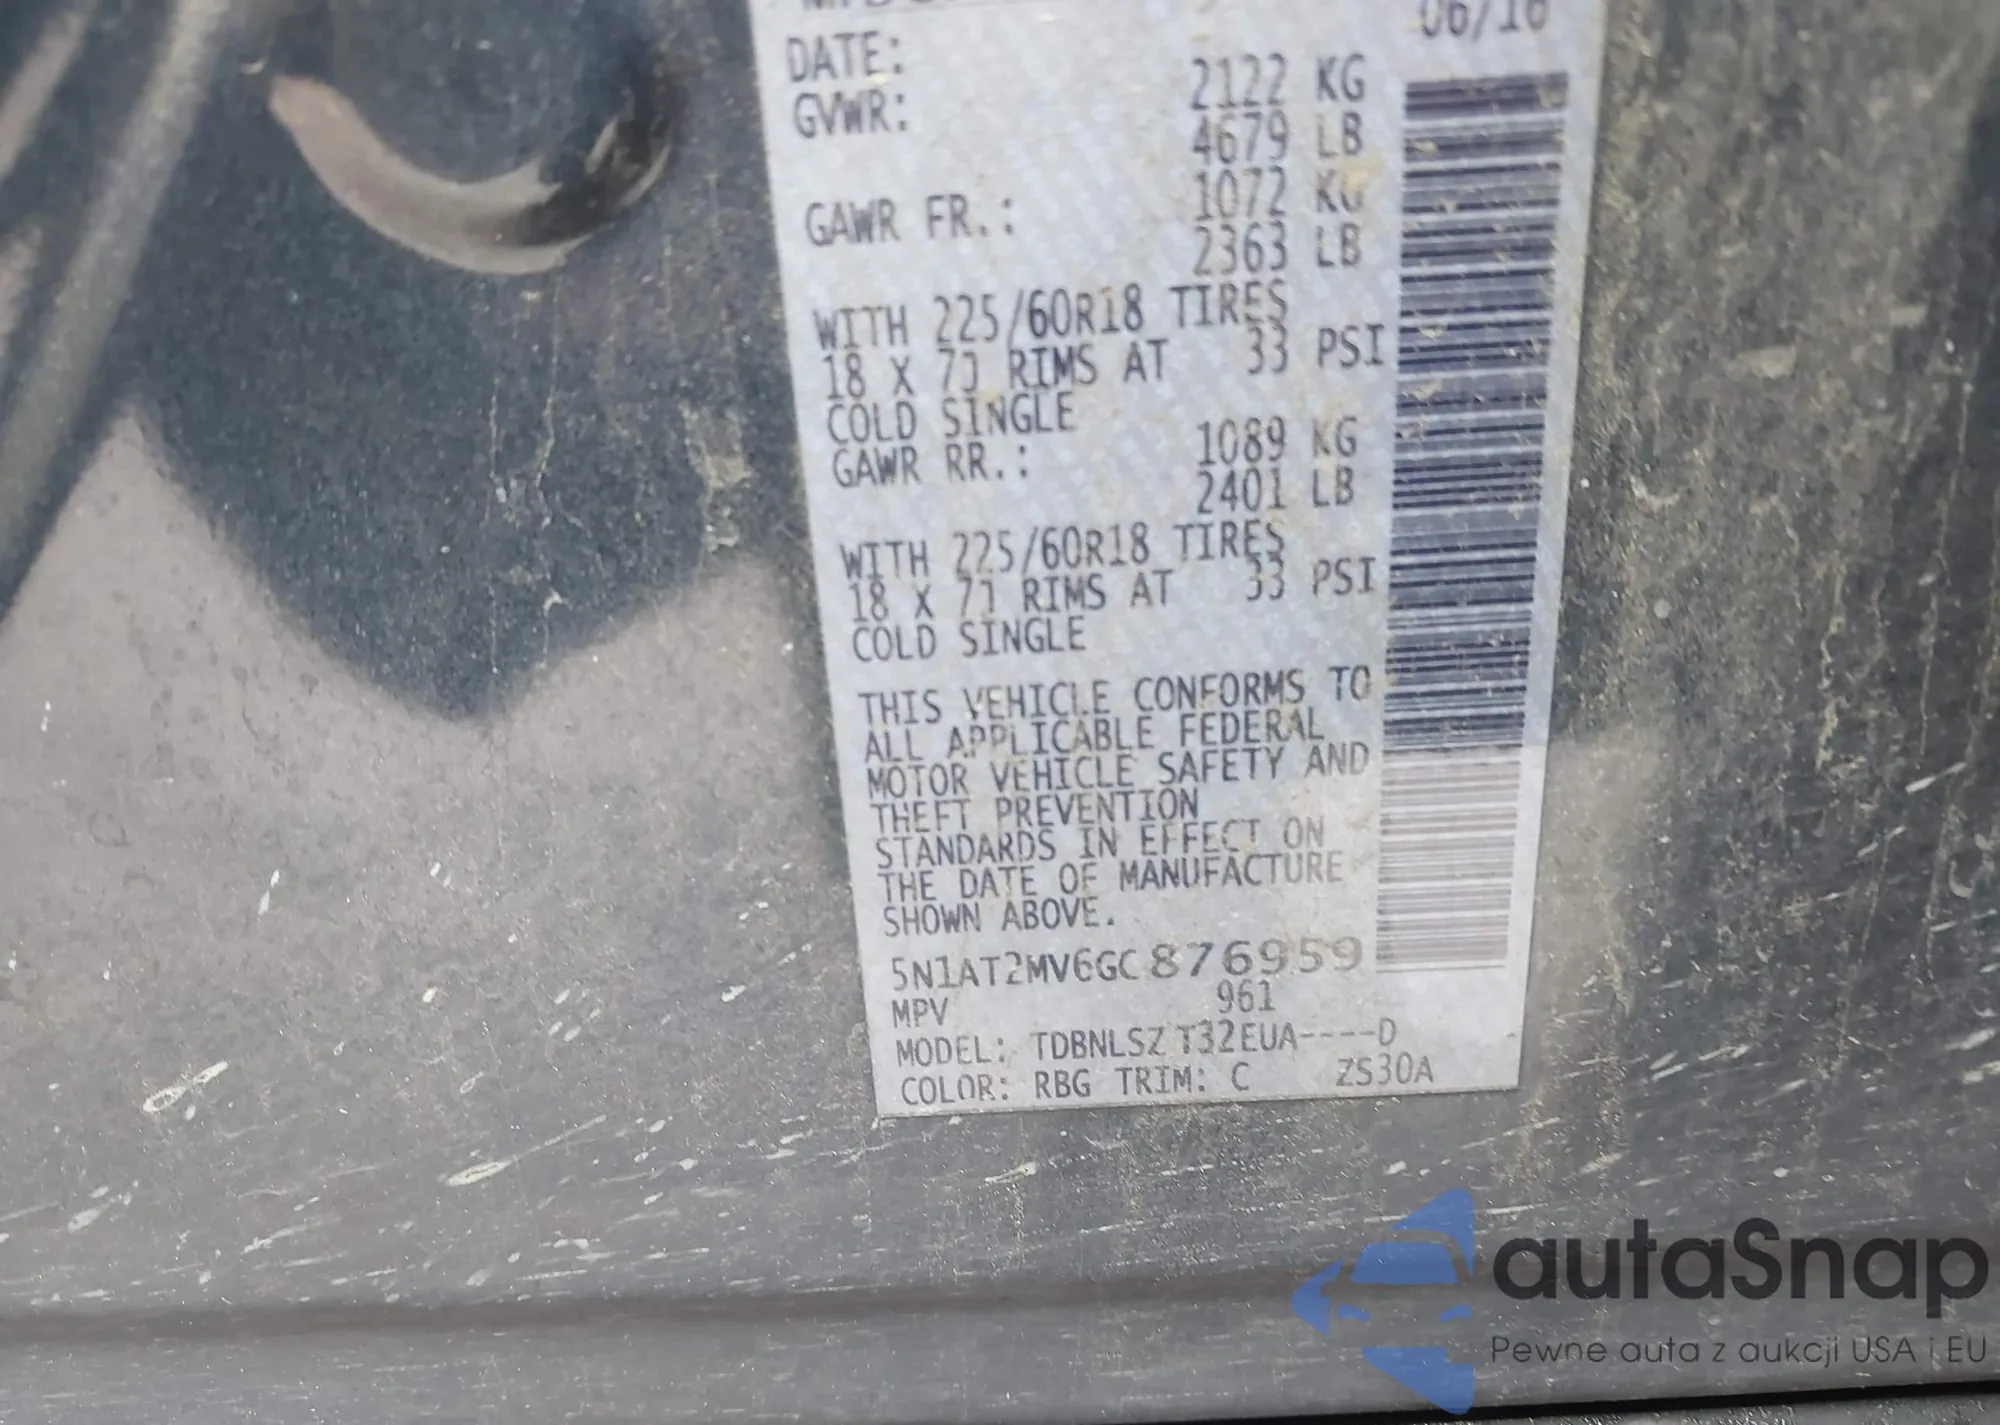 06/16
DATE:
GVWR: 2122 KG
4679 LB
GAWR FR.: 1072 KG
2363 LB
WITH 225/60R18 TIRES
18 X 7J RIMS AT 33 PSI
COLD SINGLE
GAWR RR.: 1089 KG
2401 LB
WITH 225/60R18 TIRES
18 X 7J RIMS AT 33 PSI
COLD SINGLE
THIS VEHICLE CONFORMS TO
ALL APPLICABLE FEDERAL
MOTOR VEHICLE SAFETY AND
THEFT PREVENTION
STANDARDS IN EFFECT ON
THE DATE OF MANUFACTURE
SHOWN ABOVE.
5N1AT2MV6GC876959
MPV 961
MODEL: TDBNLSZ T32EUA----D
COLOR: RBG TRIM: C ZS30A
autaSnap
Pewne auta z aukcji USA i EU